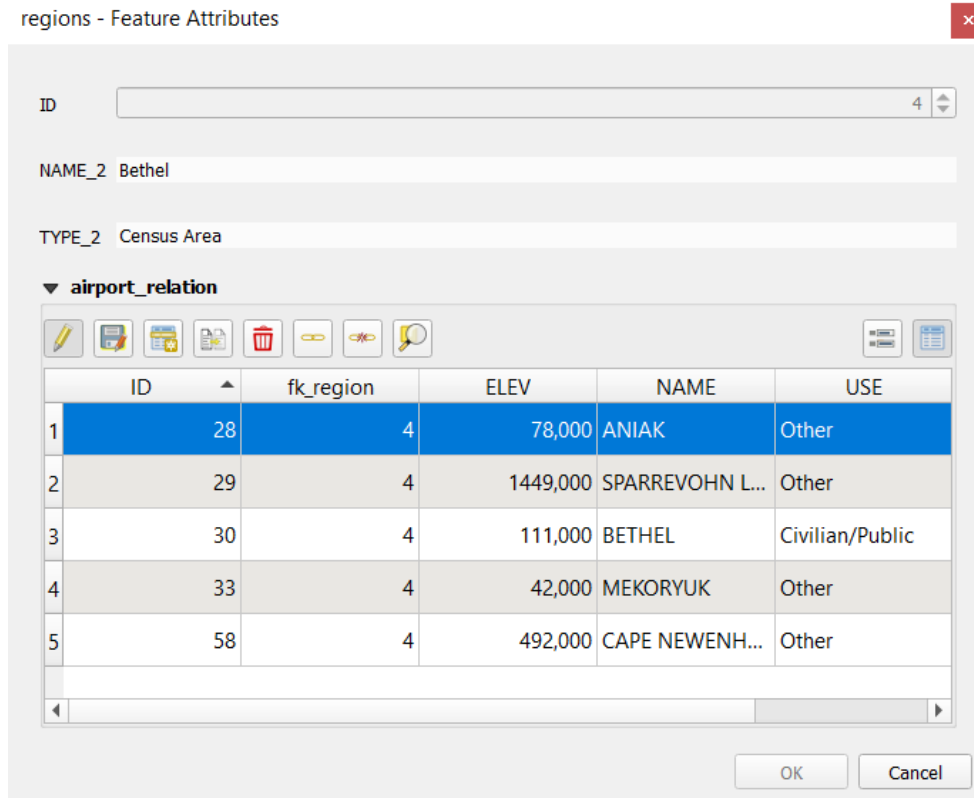 regions - Feature Attributes
ID 4
NAME_2 Bethel
TYPE_2 Census Area
airport_relation
ID fk_region ELEV NAME USE
1 28 4 78,000 ANIAK Other
2 29 4 1449,000 SPARREVOHN L... Other
3 30 4 111,000 BETHEL Civilian/Public
4 33 4 42,000 MEKORYUK Other
5 58 4 492,000 CAPE NEWENH... Other
OK Cancel